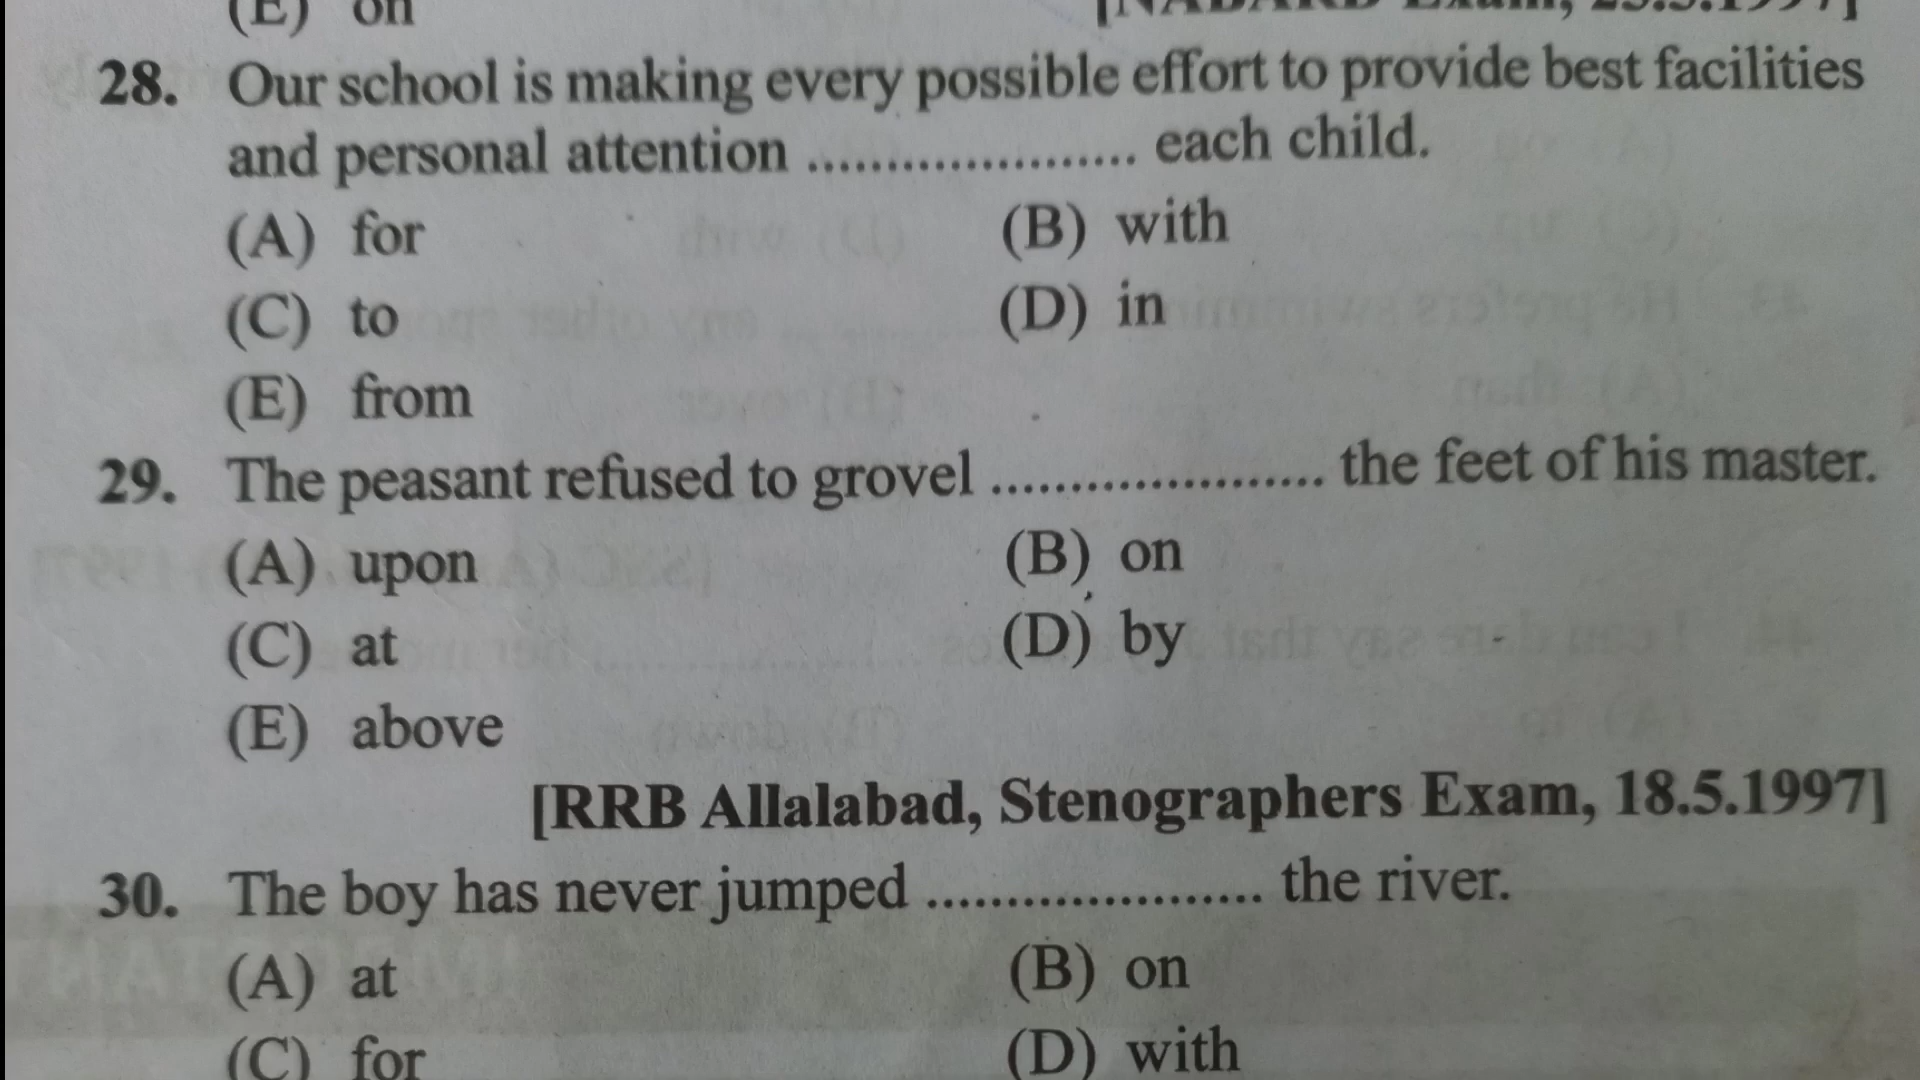 (E) on
28. Our school is making every possible effort to provide best facilities
and personal attention ..................... each child.
(A) for (B) with
(C) to (D) in
(E) from
29. The peasant refused to grovel ..................... the feet of his master.
(A) upon (B) on
(C) at (D) by
(E) above
[RRB Allalabad, Stenographers Exam, 18.5.1997]
30. The boy has never jumped ..................... the river.
(A) at (B) on
(C) for (D) with